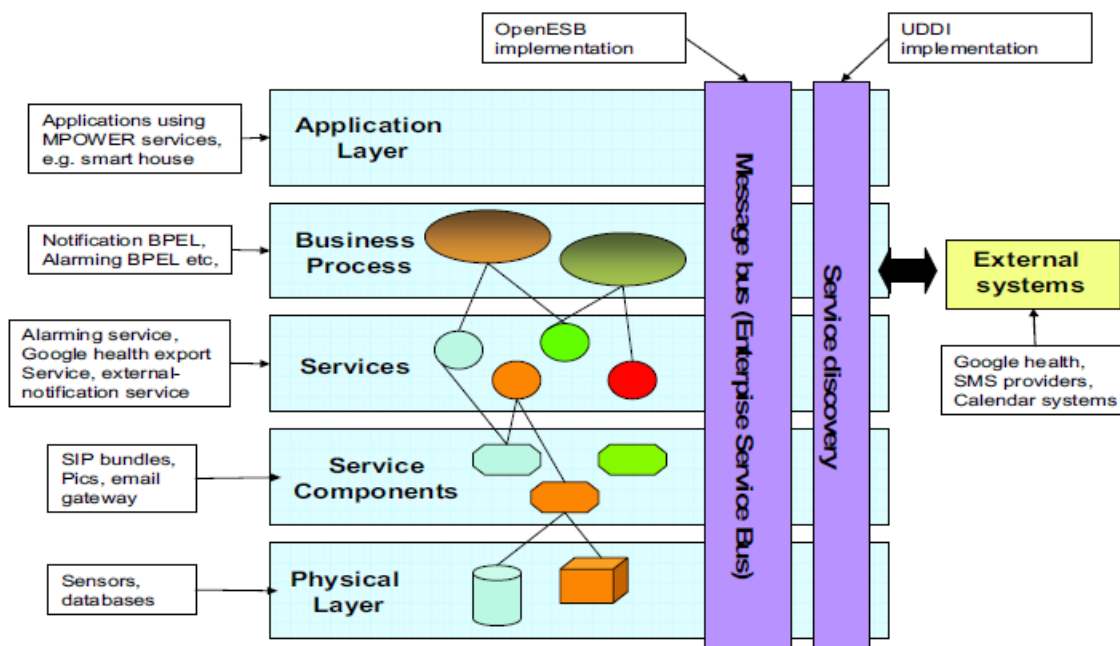 OpenESB
implementation
UDDI
implementation
Applications using
MPOWER services,
e.g. smart house
Application
Layer
Notification BPEL,
Alarming BPEL etc,
Business
Process
Alarming service,
Google health export
Service, external-
notification service
Services
SIP bundles,
Pics, email
gateway
Service
Components
Sensors,
databases
Physical
Layer
Message bus (Enterprise Service Bus)
Service discovery
External
systems
Google health,
SMS providers,
Calendar systems